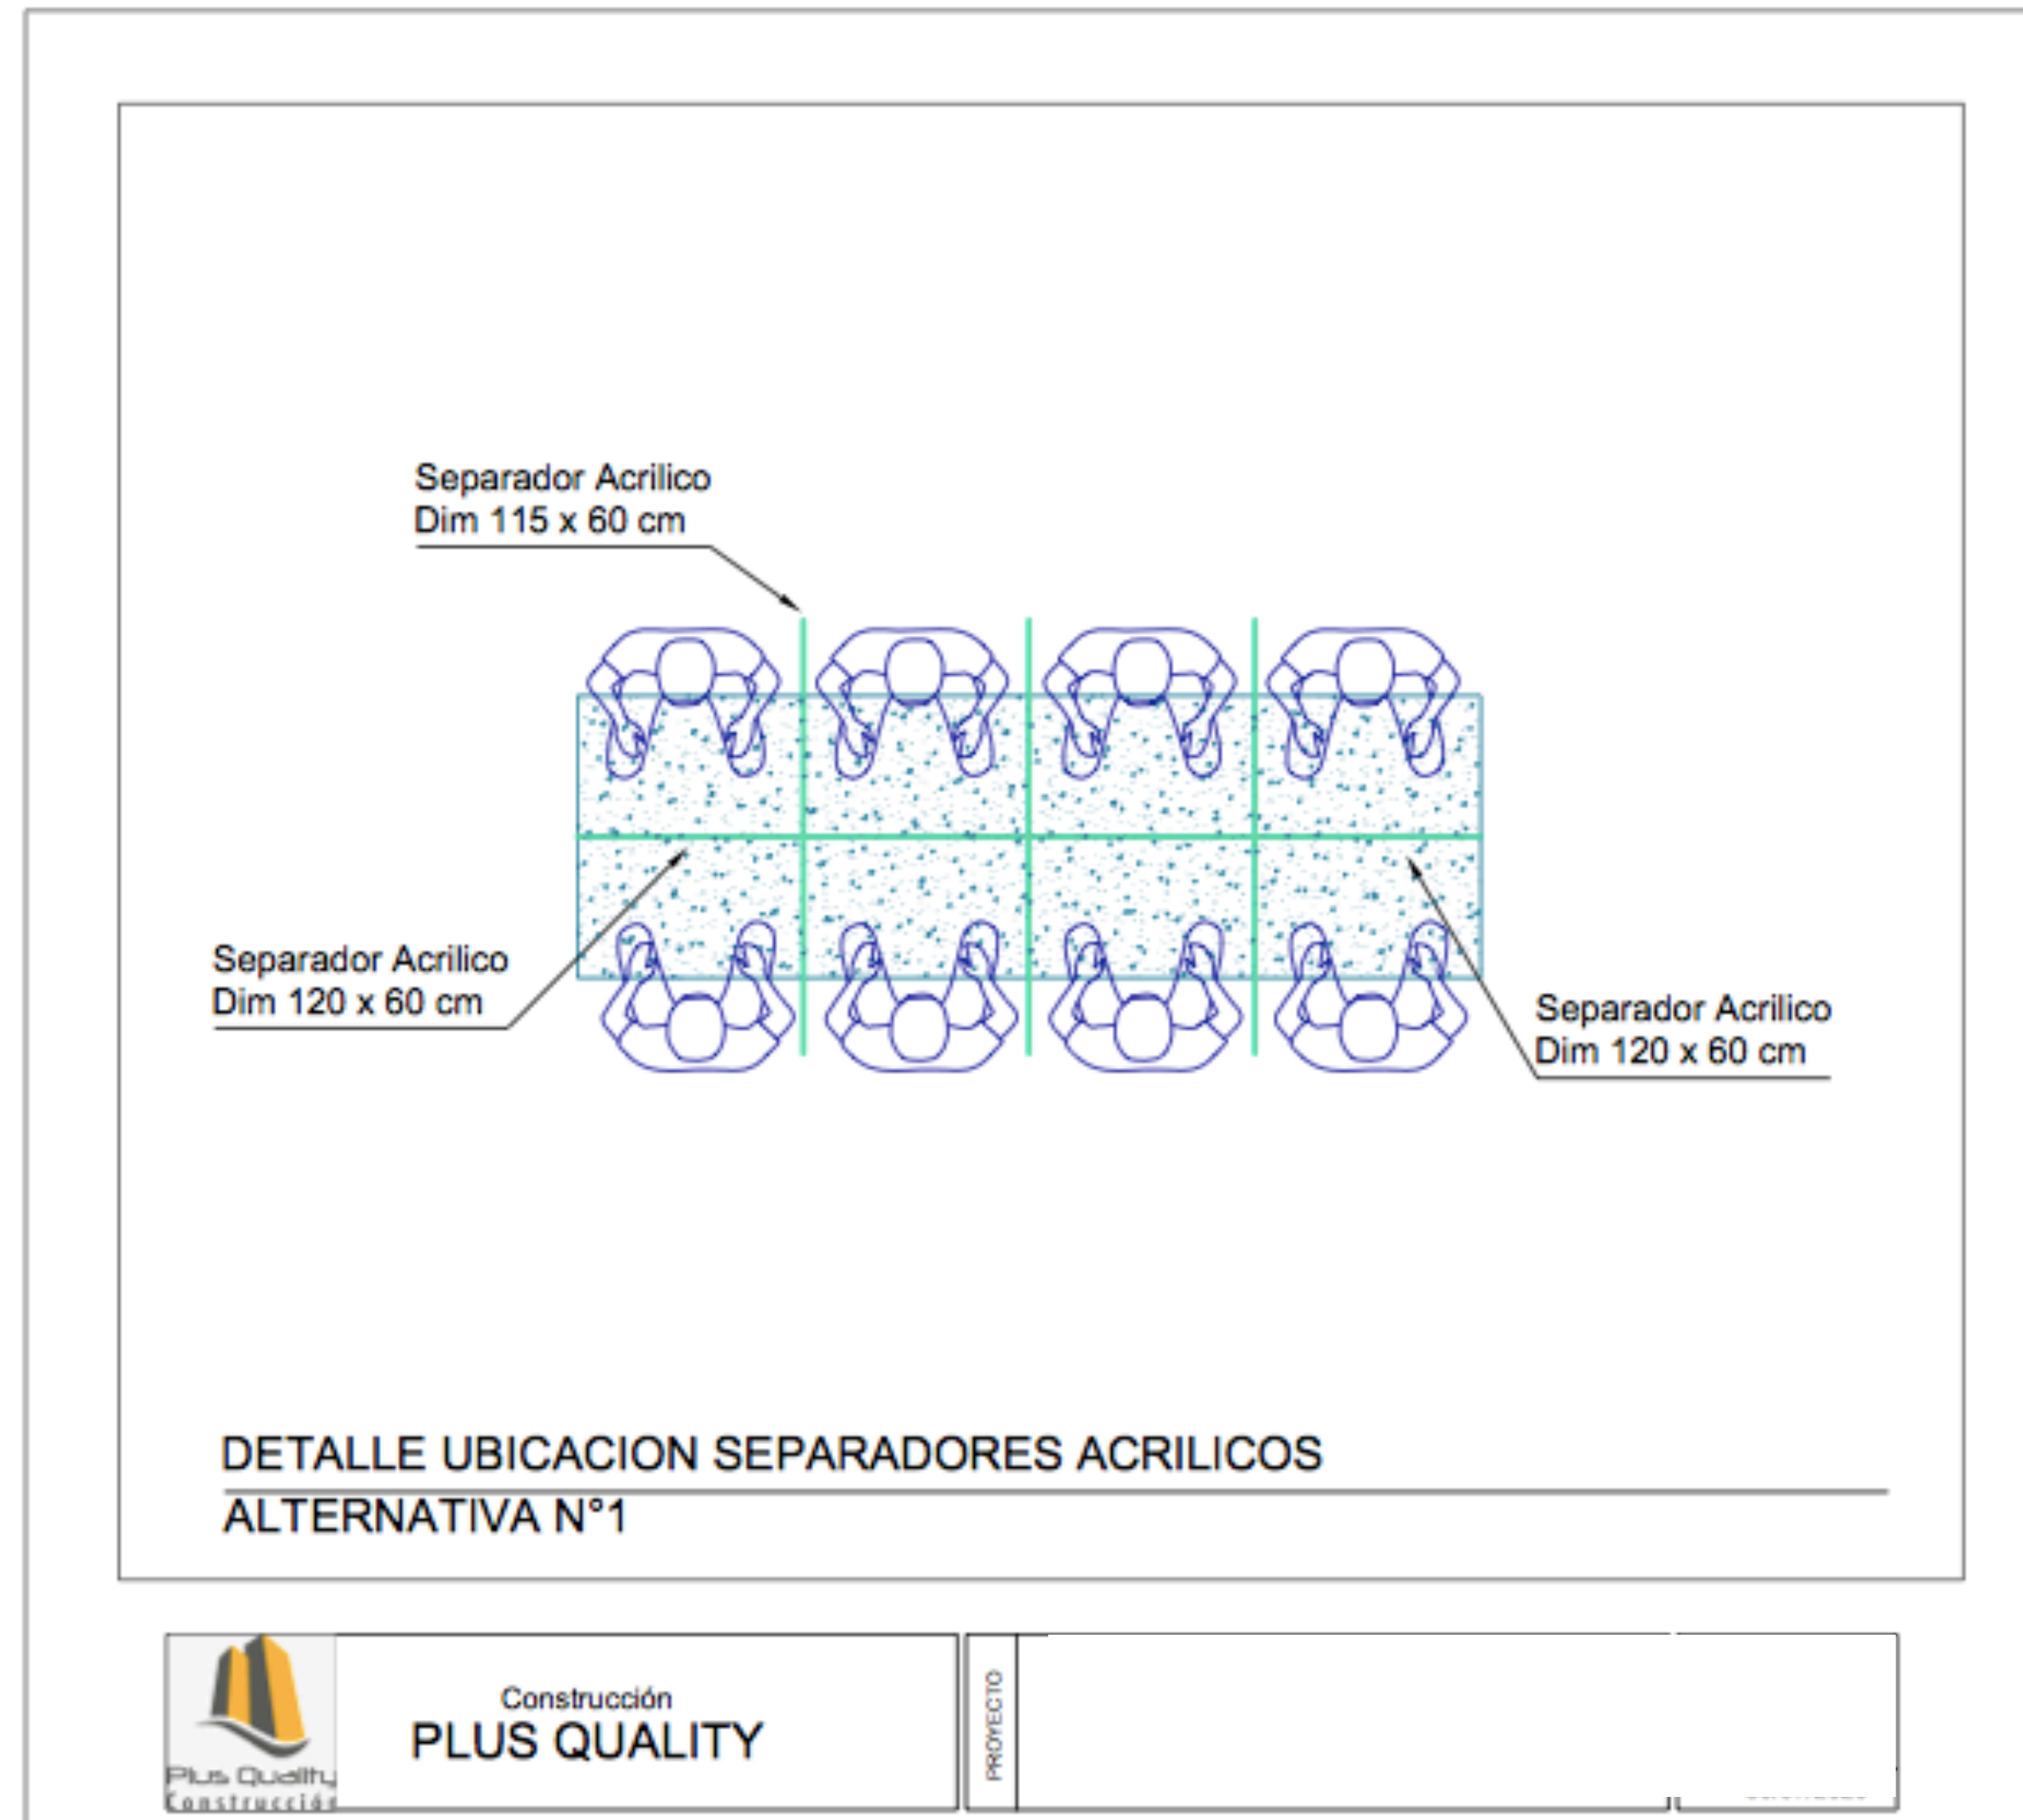 Separador Acrilico
Dim 115 x 60 cm
Separador Acrilico
Dim 120 x 60 cm
Separador Acrilico
Dim 120 x 60 cm
DETALLE UBICACION SEPARADORES ACRILICOS
ALTERNATIVA N°1
Plus Quality
Construcción
Construcción
PLUS QUALITY
PROYECTO